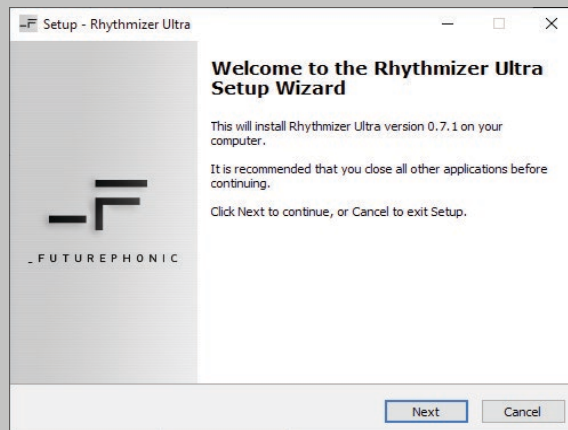 Setup - Rhythmizer Ultra
Welcome to the Rhythmizer Ultra
Setup Wizard
This will install Rhythmizer Ultra version 0.7.1 on your
computer.
It is recommended that you close all other applications before
continuing.
Click Next to continue, or Cancel to exit Setup.
_FUTUREPHONIC
Next
Cancel